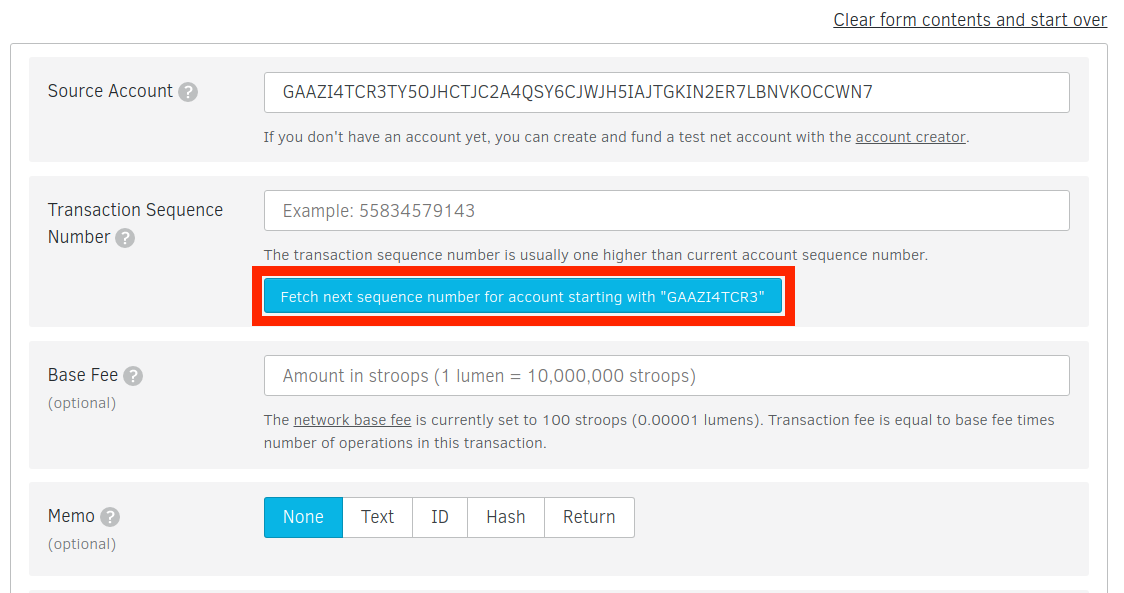 Clear form contents and start over
Source Account ?
GAAZI4TCR3TY5OJHCTJC2A4QSY6CJWJH5IAJTGKIN2ER7LBNVKOCCWN7
If you don't have an account yet, you can create and fund a test net account with the account creator.
Transaction Sequence
Number ?
Example: 55834579143
The transaction sequence number is usually one higher than current account sequence number.
Fetch next sequence number for account starting with "GAAZI4TCR3"
Base Fee ?
(optional)
Amount in stroops (1 lumen = 10,000,000 stroops)
The network base fee is currently set to 100 stroops (0.00001 lumens). Transaction fee is equal to base fee times
number of operations in this transaction.
Memo ?
(optional)
None Text ID Hash Return